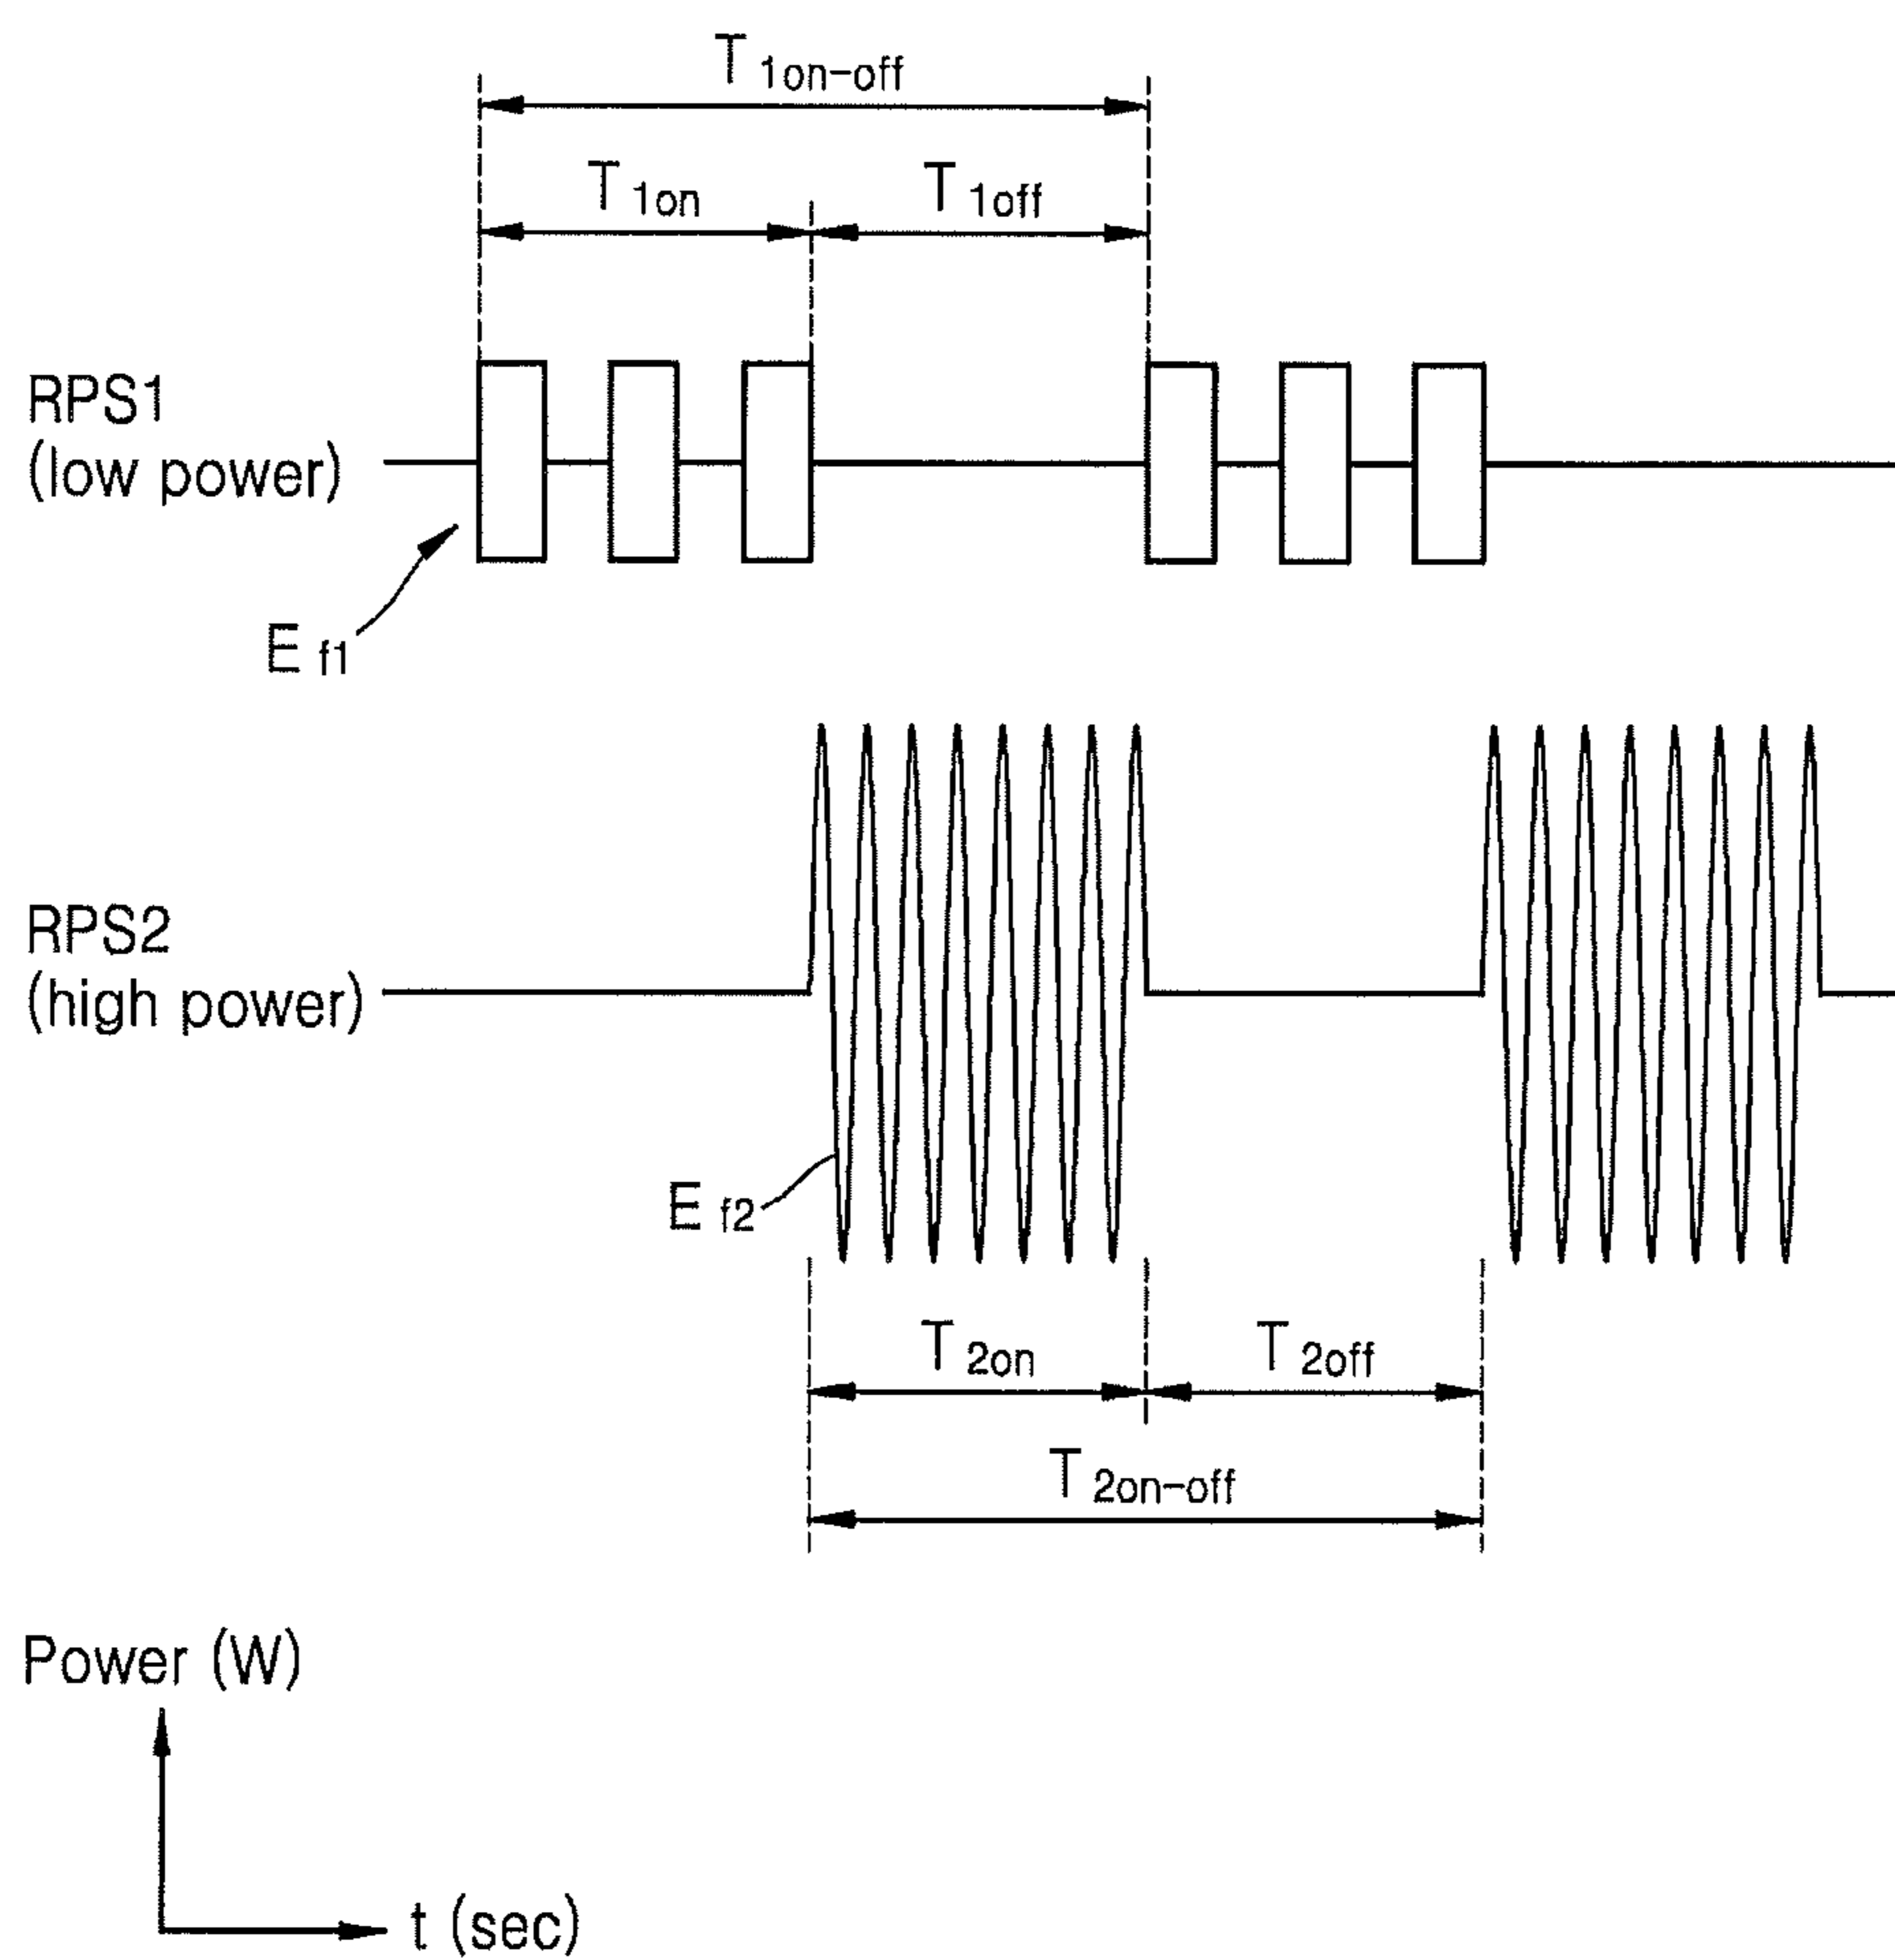 T 1on-off
T 1on
T 1off
RPS1
(low power)
E f1
RPS2
(high power)
E f2
T 2on
T 2off
T 2on-off
Power (W)
t (sec)